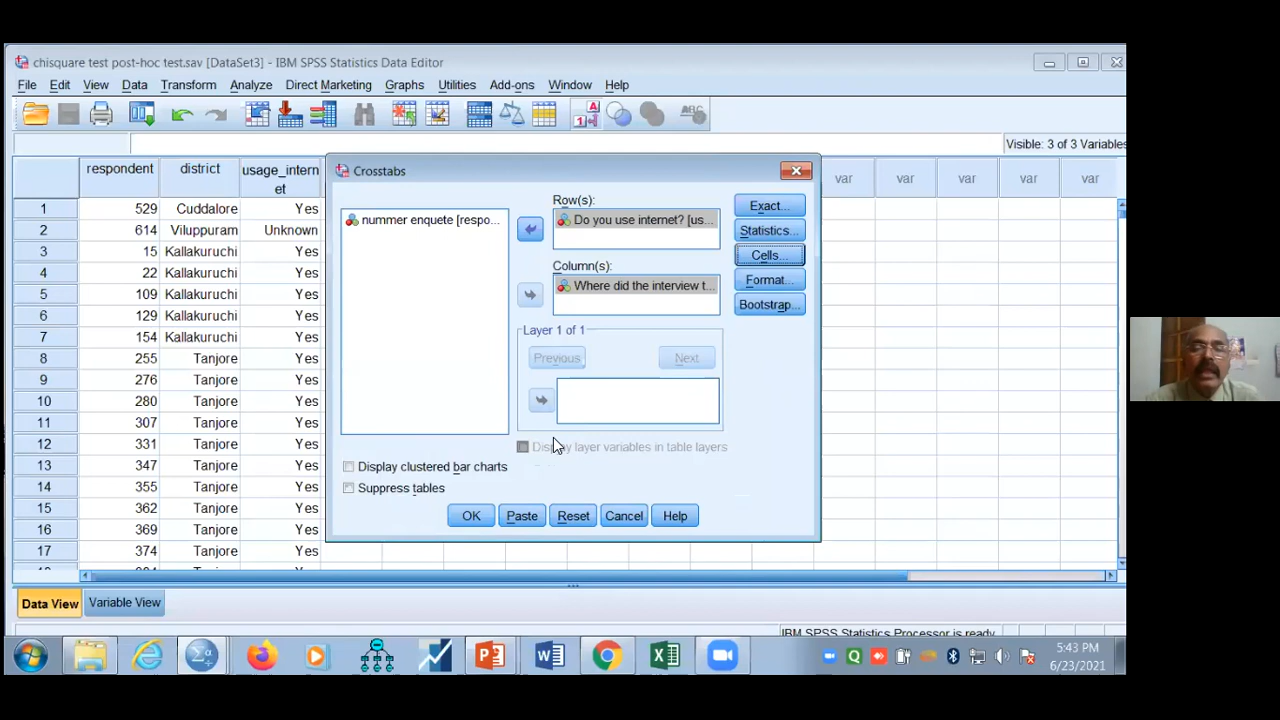 chisquare test post-hoc test.sav [DataSet3] - IBM SPSS Statistics Data Editor
File Edit View Data Transform Analyze Direct Marketing Graphs Utilities Add-ons Window Help
Visible: 3 of 3 Variables
respondent district usage_intern
et
var var var var var
1 529 Cuddalore Yes
2 614 Viluppuram Unknown
3 15 Kallakuruchi Yes
4 22 Kallakuruchi Yes
5 109 Kallakuruchi Yes
6 129 Kallakuruchi Yes
7 154 Kallakuruchi Yes
8 255 Tanjore Yes
9 276 Tanjore Yes
10 280 Tanjore Yes
11 307 Tanjore Yes
12 331 Tanjore Yes
13 347 Tanjore Yes
14 355 Tanjore Yes
15 362 Tanjore Yes
16 369 Tanjore Yes
17 374 Tanjore Yes
Crosstabs
nummer enquete [respo...
Row(s):
Do you use internet? [us...
Column(s):
Where did the interview t...
Layer 1 of 1
Previous Next
Display layer variables in table layers
Exact...
Statistics...
Cells...
Format...
Bootstrap...
Display clustered bar charts
Suppress tables
OK Paste Reset Cancel Help
Data View Variable View
IBM SPSS Statistics Processor is ready
5:43 PM
6/23/2021